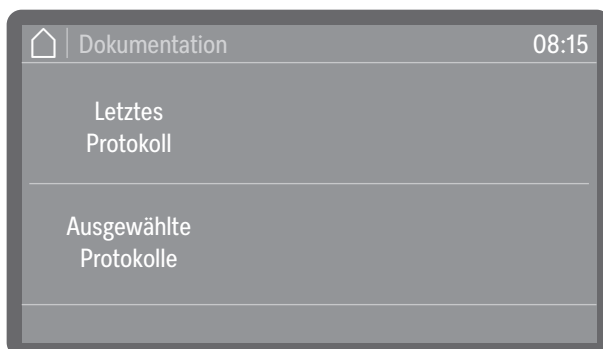 Dokumentation 08:15
Letztes
Protokoll
Ausgewählte
Protokolle